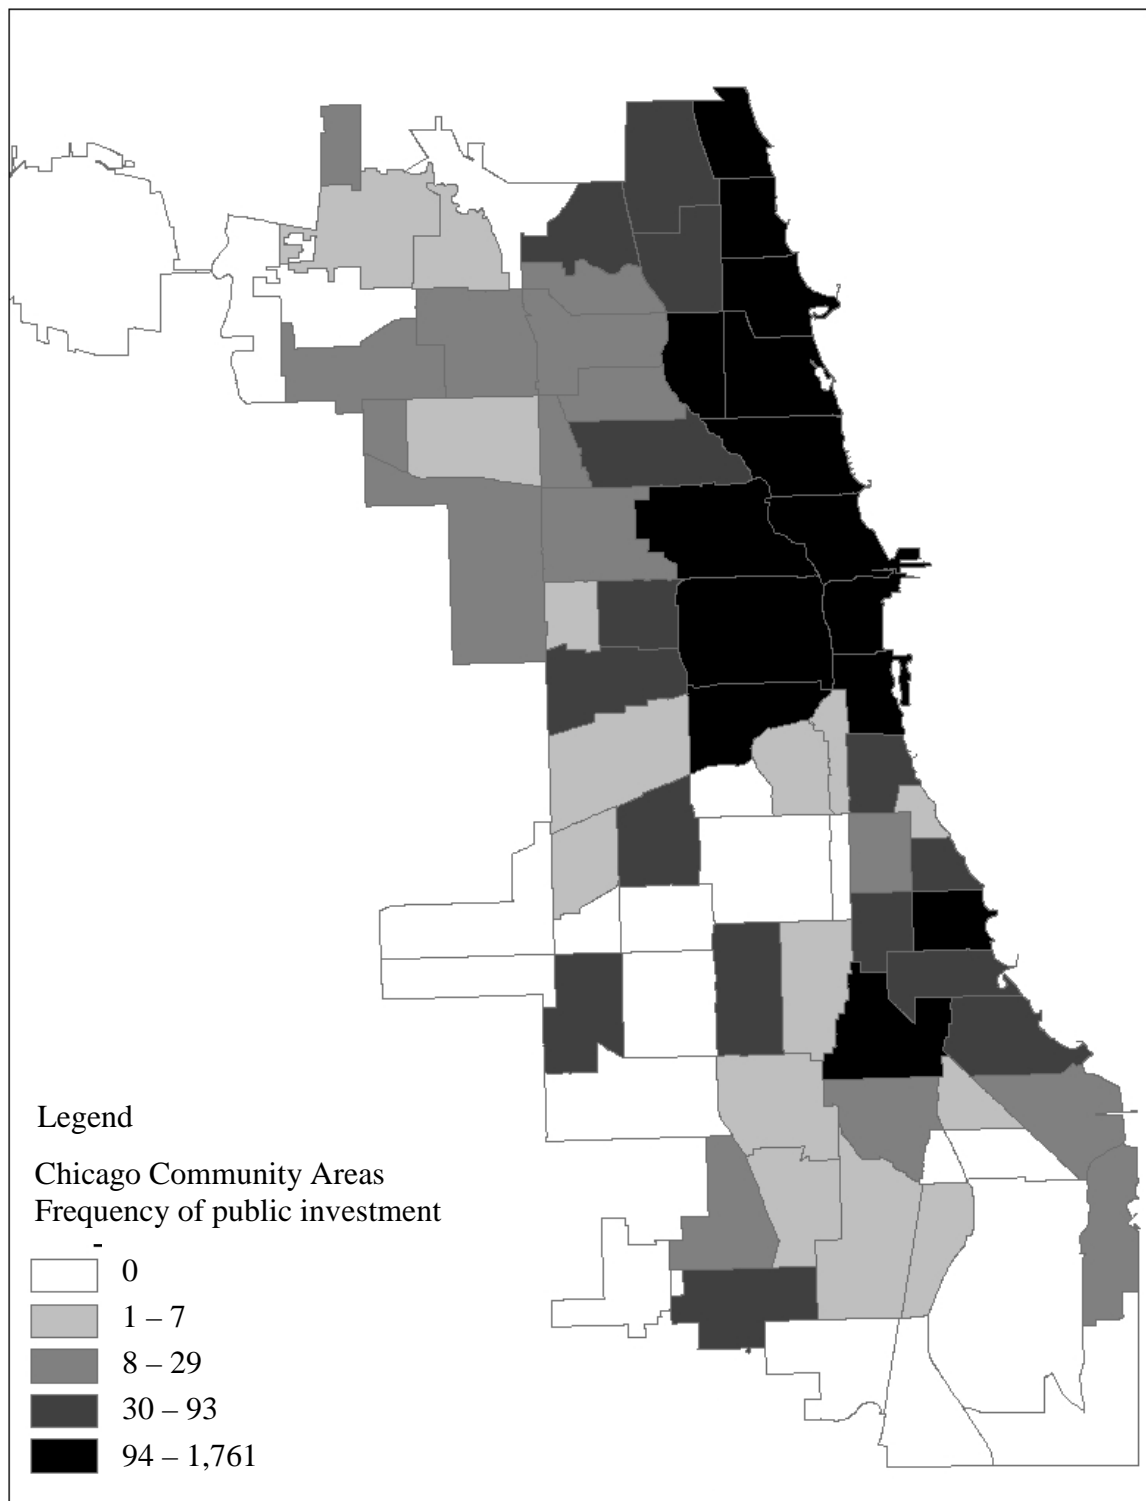 Legend
Chicago Community Areas
Frequency of public investment
0
1 – 7
8 – 29
30 – 93
94 – 1,761